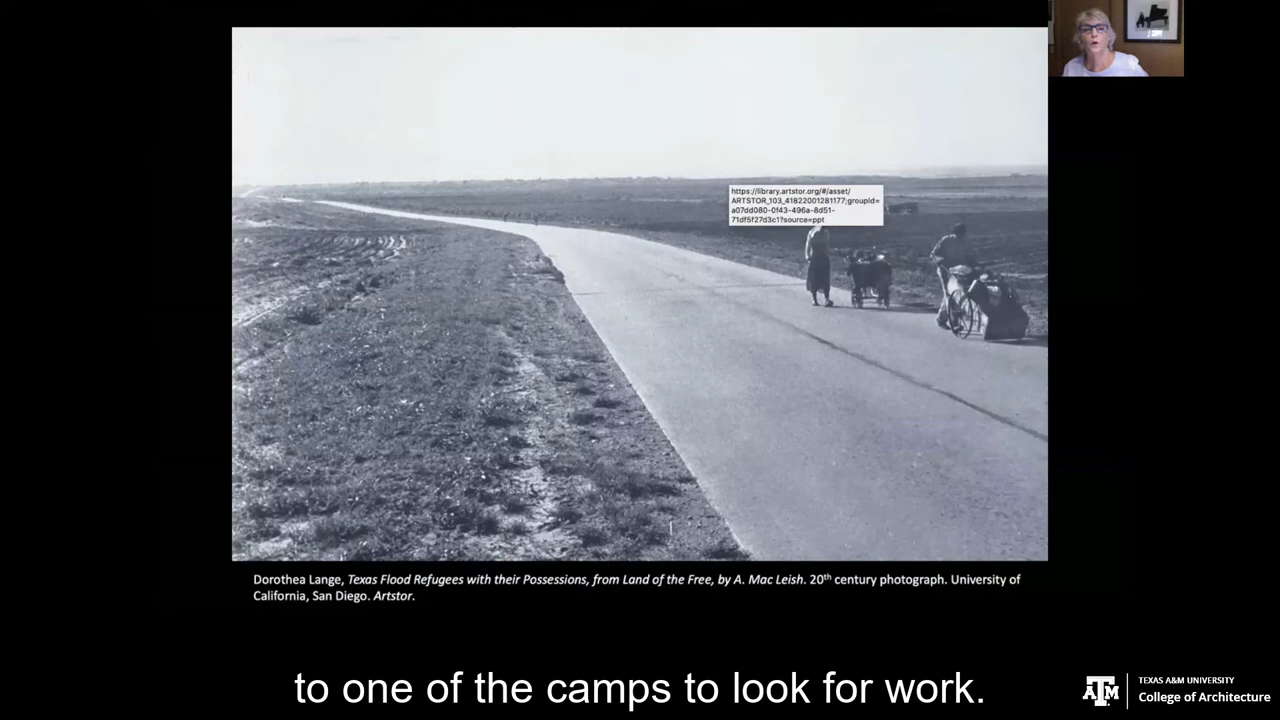 https://library.artstor.org/#/asset/
ARTSTOR_103_41822001281177;groupId=
a07dd080-0f43-496a-8d51-
71df5f27d3c1?source=ppt
Dorothea Lange, Texas Flood Refugees with their Possessions, from Land of the Free, by A. Mac Leish. 20th century photograph. University of
California, San Diego. Artstor.
to one of the camps to look for work.
ATM
TEXAS A&M UNIVERSITY
College of Architecture